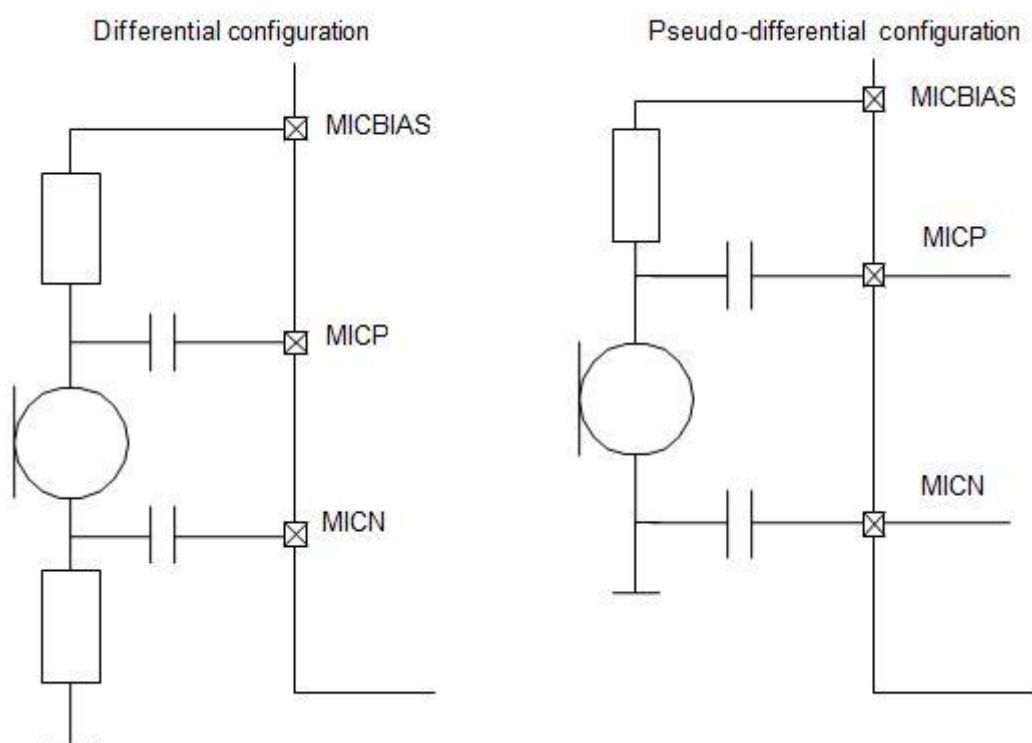 Differential configuration
MICBIAS
MICP
MICN
Pseudo-differential configuration
MICBIAS
MICP
MICN